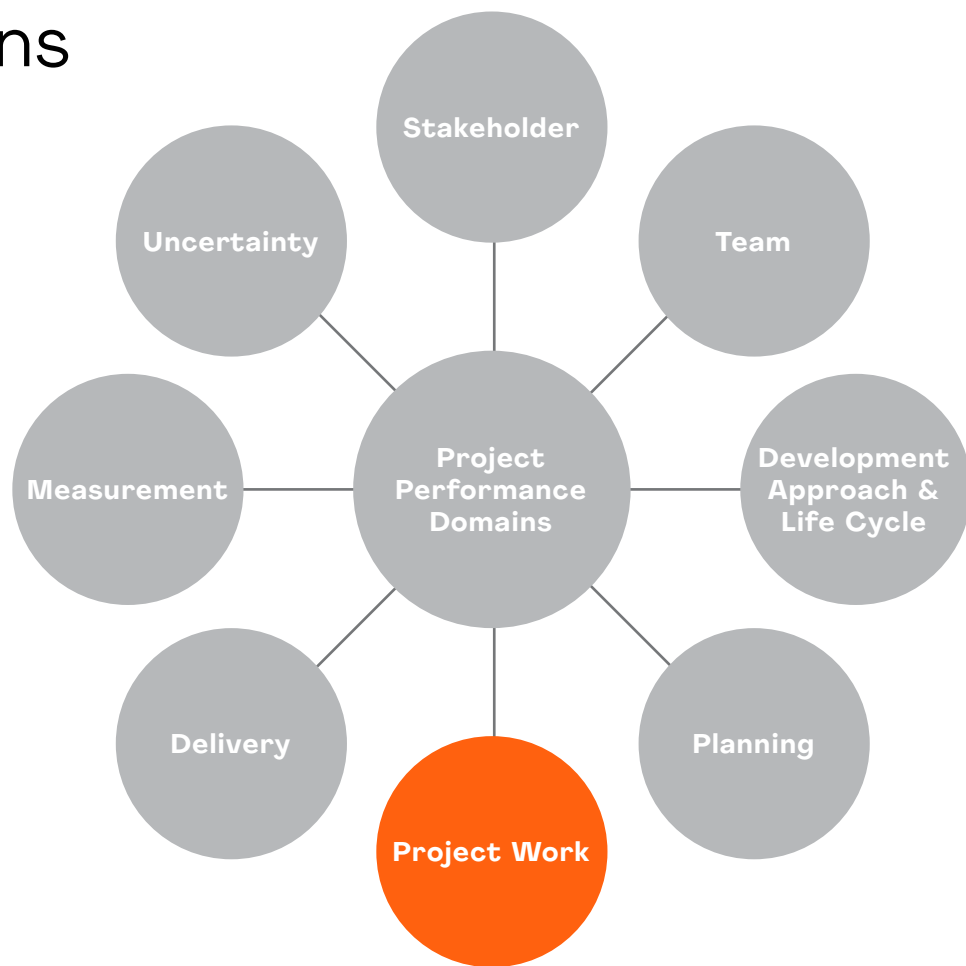 ns
Stakeholder
Uncertainty
Team
Project
Performance
Domains
Measurement
Development
Approach &
Life Cycle
Delivery
Planning
Project Work